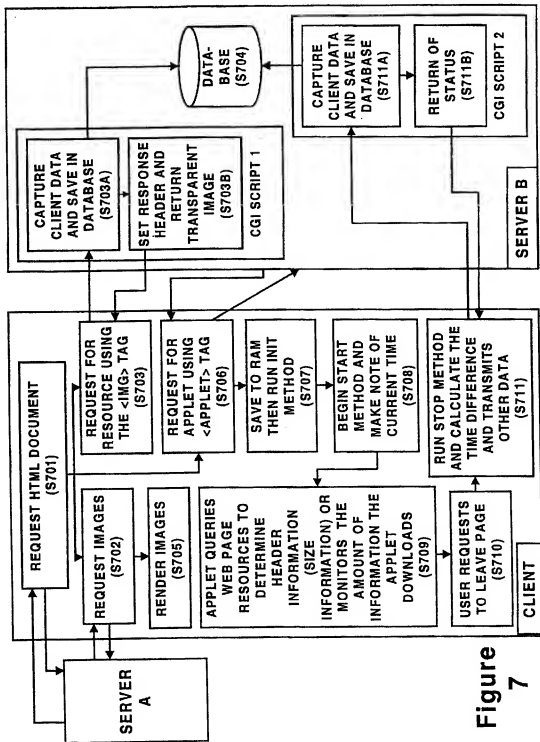 REQUEST HTML DOCUMENT
(S701)
SERVER
A
REQUEST IMAGES
(S702)
RENDER IMAGES
(S705)
REQUEST FOR
RESOURCE USING
THE <IMG> TAG
(S703)
REQUEST FOR
APPLET USING
<APPLET> TAG
(S706)
SAVE TO RAM
THEN RUN INIT
METHOD
(S707)
BEGIN START
METHOD AND
MAKE NOTE OF
CURRENT TIME
(S708)
APPLET QUERIES
WEB PAGE
RESOURCES TO
DETERMINE
HEADER
INFORMATION
(SIZE
INFORMATION) OR
MONITORS THE
AMOUNT OF
INFORMATION THE
APPLET
DOWNLOADS
(S709)
USER REQUESTS
TO LEAVE PAGE
(S710)
RUN STOP METHOD
AND CALCULATE THE
TIME DIFFERENCE
AND TRANSMITS
OTHER DATA
(S711)
CLIENT
CAPTURE
CLIENT DATA
AND SAVE IN
DATABASE
(S703A)
SET RESPONSE
HEADER AND
RETURN
TRANSPARENT
IMAGE
(S703B)
CGI SCRIPT 1
DATA-
BASE
(S704)
CAPTURE
CLIENT DATA
AND SAVE IN
DATABASE
(S711A)
RETURN OF
STATUS
(S711B)
CGI SCRIPT 2
SERVER B
Figure
7